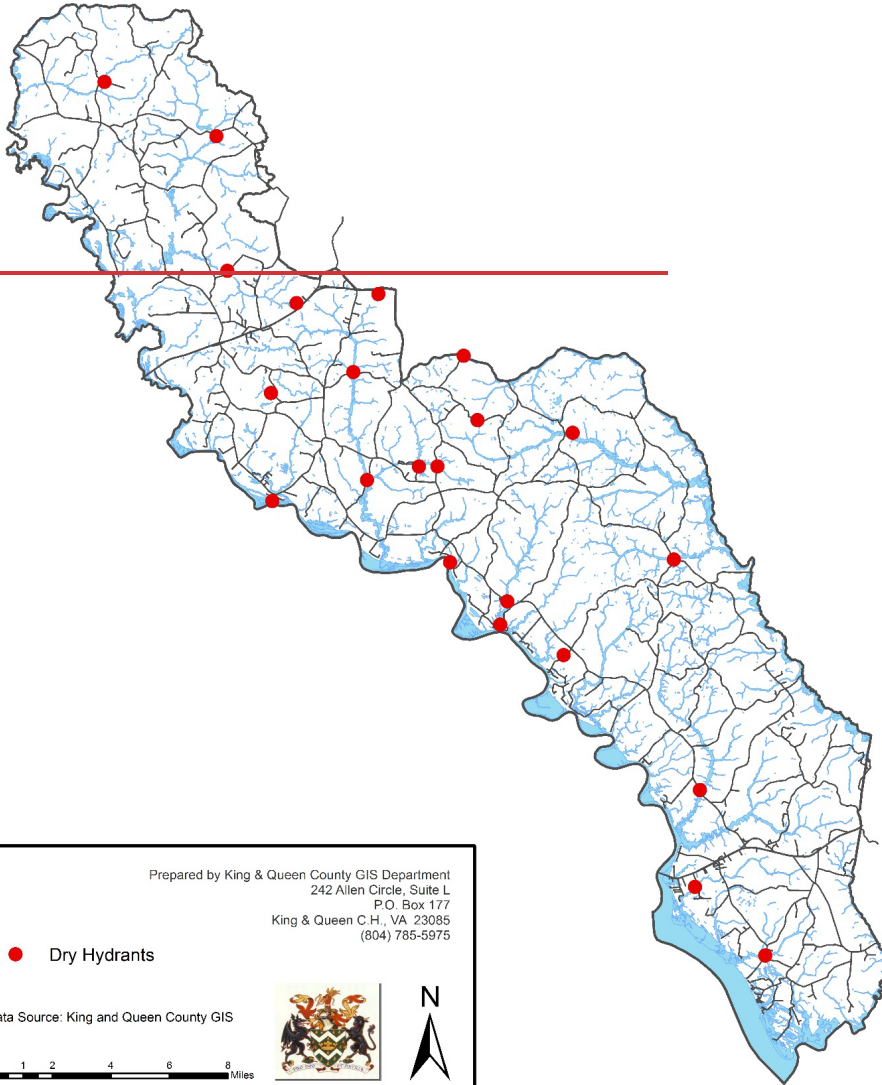 Prepared by King & Queen County GIS Department
242 Allen Circle, Suite L
P.O. Box 177
King & Queen C.H., VA 23085
(804) 785-5975
Dry Hydrants
ata Source: King and Queen County GIS
N
1 2 4 6 8
Miles